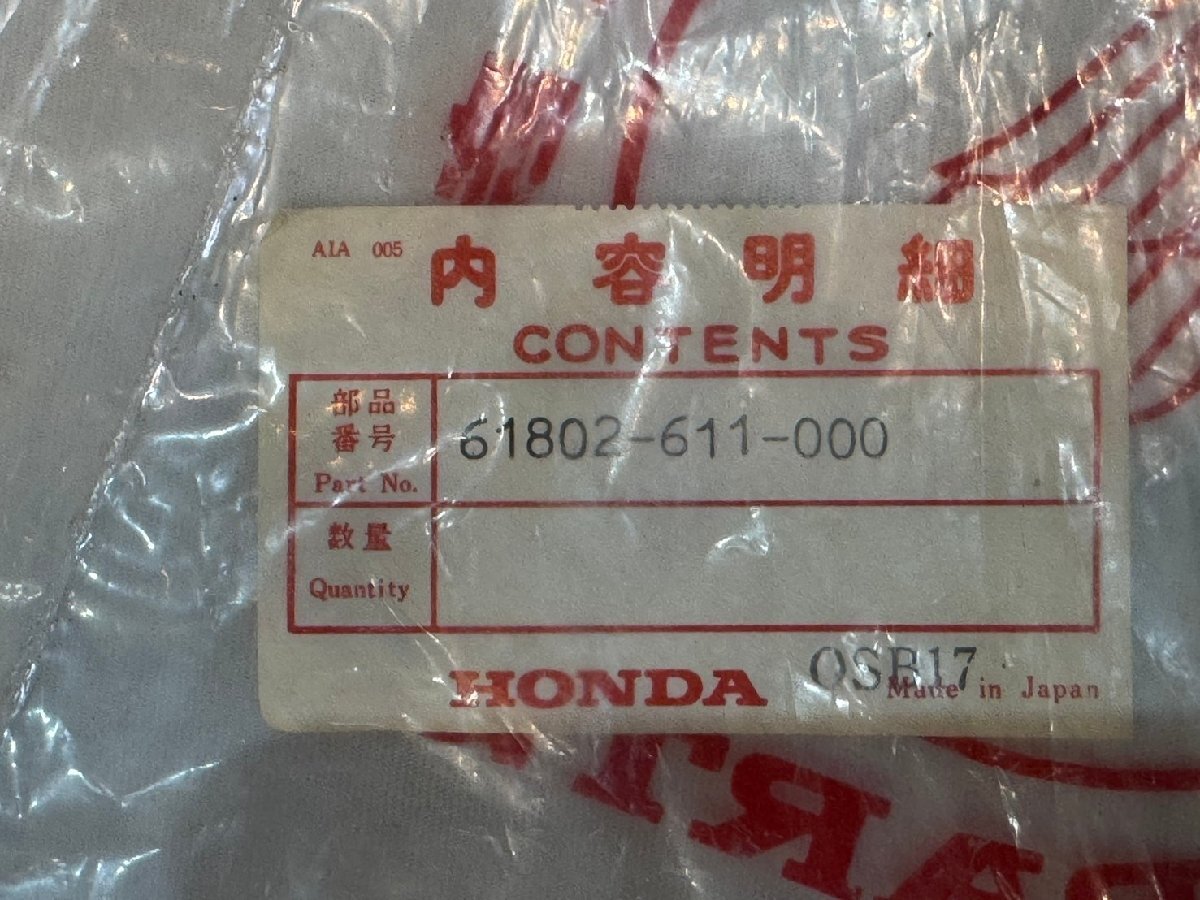 A1A 005
内容明細
CONTENTS
部品
番号
Part No.
61802-611-000
数量
Quantity
HONDA
OSB17
Made in Japan